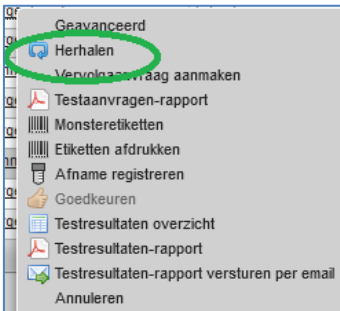 Geavanceerd
Herhalen
Vervolgaanvraag aanmaken
Testaanvragen-rapport
Monsteretiketten
Etiketten afdrukken
Afname registreren
Goedkeuren
Testresultaten overzicht
Testresultaten-rapport
Testresultaten-rapport versturen per email
Annuleren